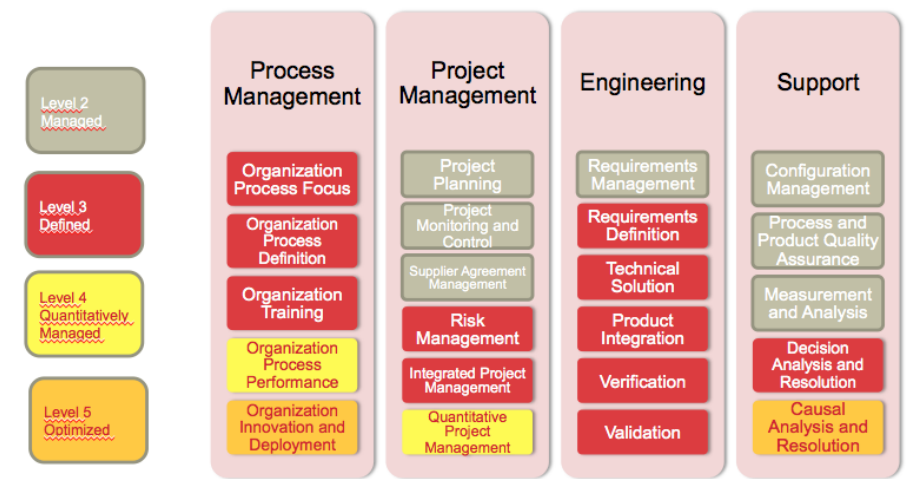 Level 2
Managed
Level 3
Defined
Level 4
Quantitatively
Managed
Level 5
Optimized
Process
Management
Organization
Process Focus
Organization
Process
Definition
Organization
Training
Organization
Process
Performance
Organization
Innovation and
Deployment
Project
Management
Project
Planning
Project
Monitoring and
Control
Supplier Agreement
Management
Risk
Management
Integrated Project
Management
Quantitative
Project
Management
Engineering
Requirements
Management
Requirements
Definition
Technical
Solution
Product
Integration
Verification
Validation
Support
Configuration
Management
Process and
Product Quality
Assurance
Measurement
and Analysis
Decision
Analysis and
Resolution
Causal
Analysis and
Resolution